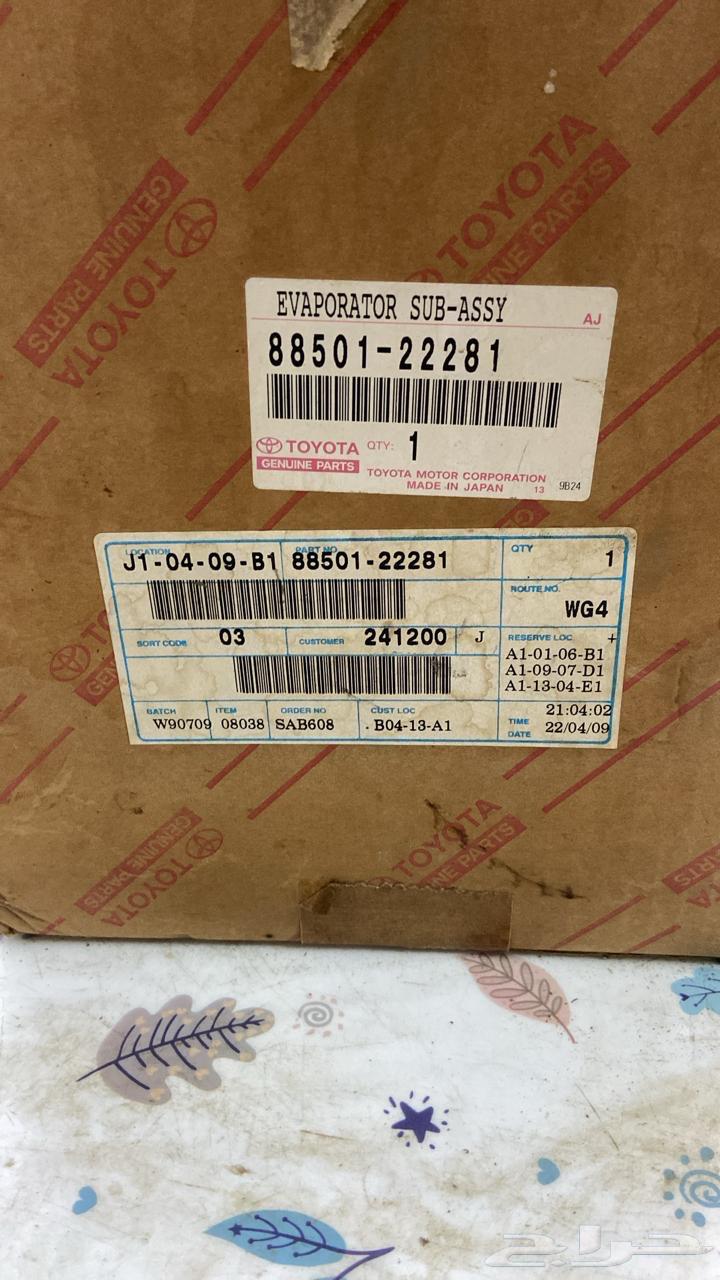 GENUINE PARTS
TOYOTA
TOYOTA
GENUINE PARTS
EVAPORATOR SUB-ASSY
AJ
88501-22281
TOYOTA QTY: 1
GENUINE PARTS
TOYOTA MOTOR CORPORATION
MADE IN JAPAN 13 9B24
LOCATION PART NO. QTY
J1-04-09-B1 88501-22281 1
ROUTE NO.
WG4
SORT CODE 03 CUSTOMER 241200 J RESERVE LOC +
A1-01-06-B1
A1-09-07-D1
A1-13-04-E1
BATCH ITEM ORDER NO CUST LOC
W90709 08038 SAB608 .B04-13-A1
21:04:02
TIME
DATE 22/04/09
TOYOTA
GENUINE PARTS
TOYOTA
GENUINE PARTS
حراج